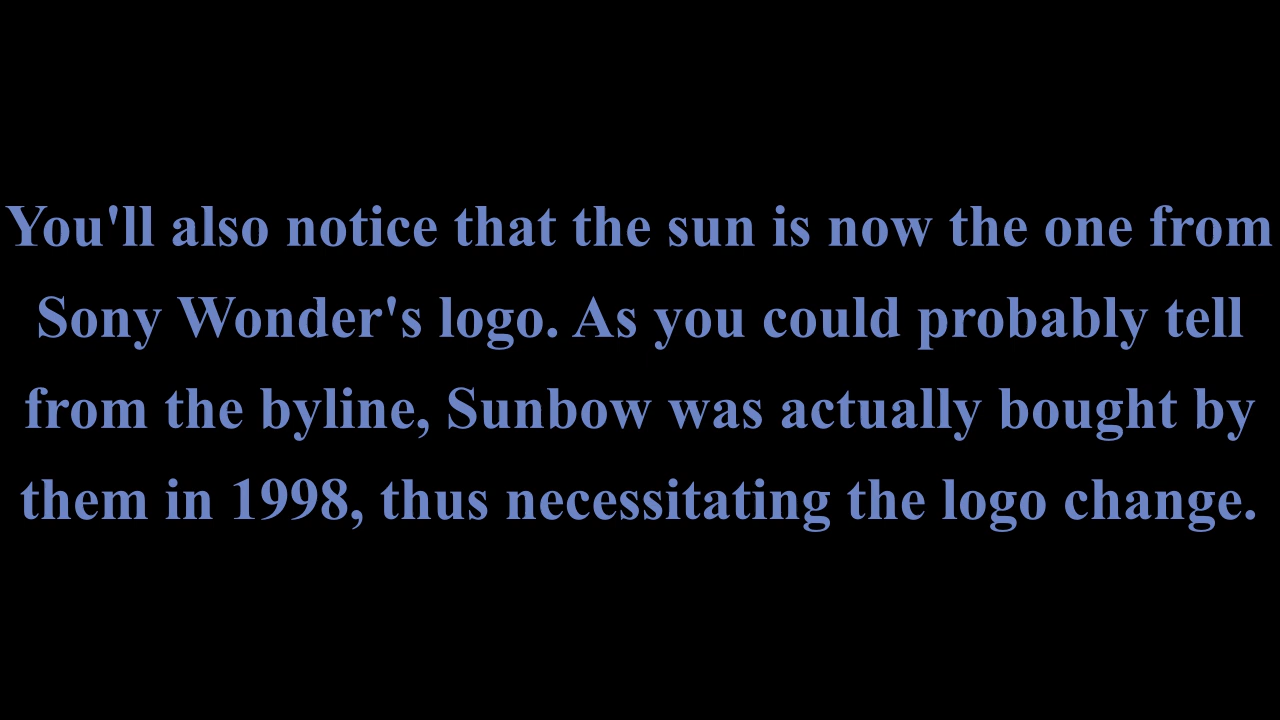 You'll also notice that the sun is now the one from
Sony Wonder's logo. As you could probably tell
from the byline, Sunbow was actually bought by
them in 1998, thus necessitating the logo change.